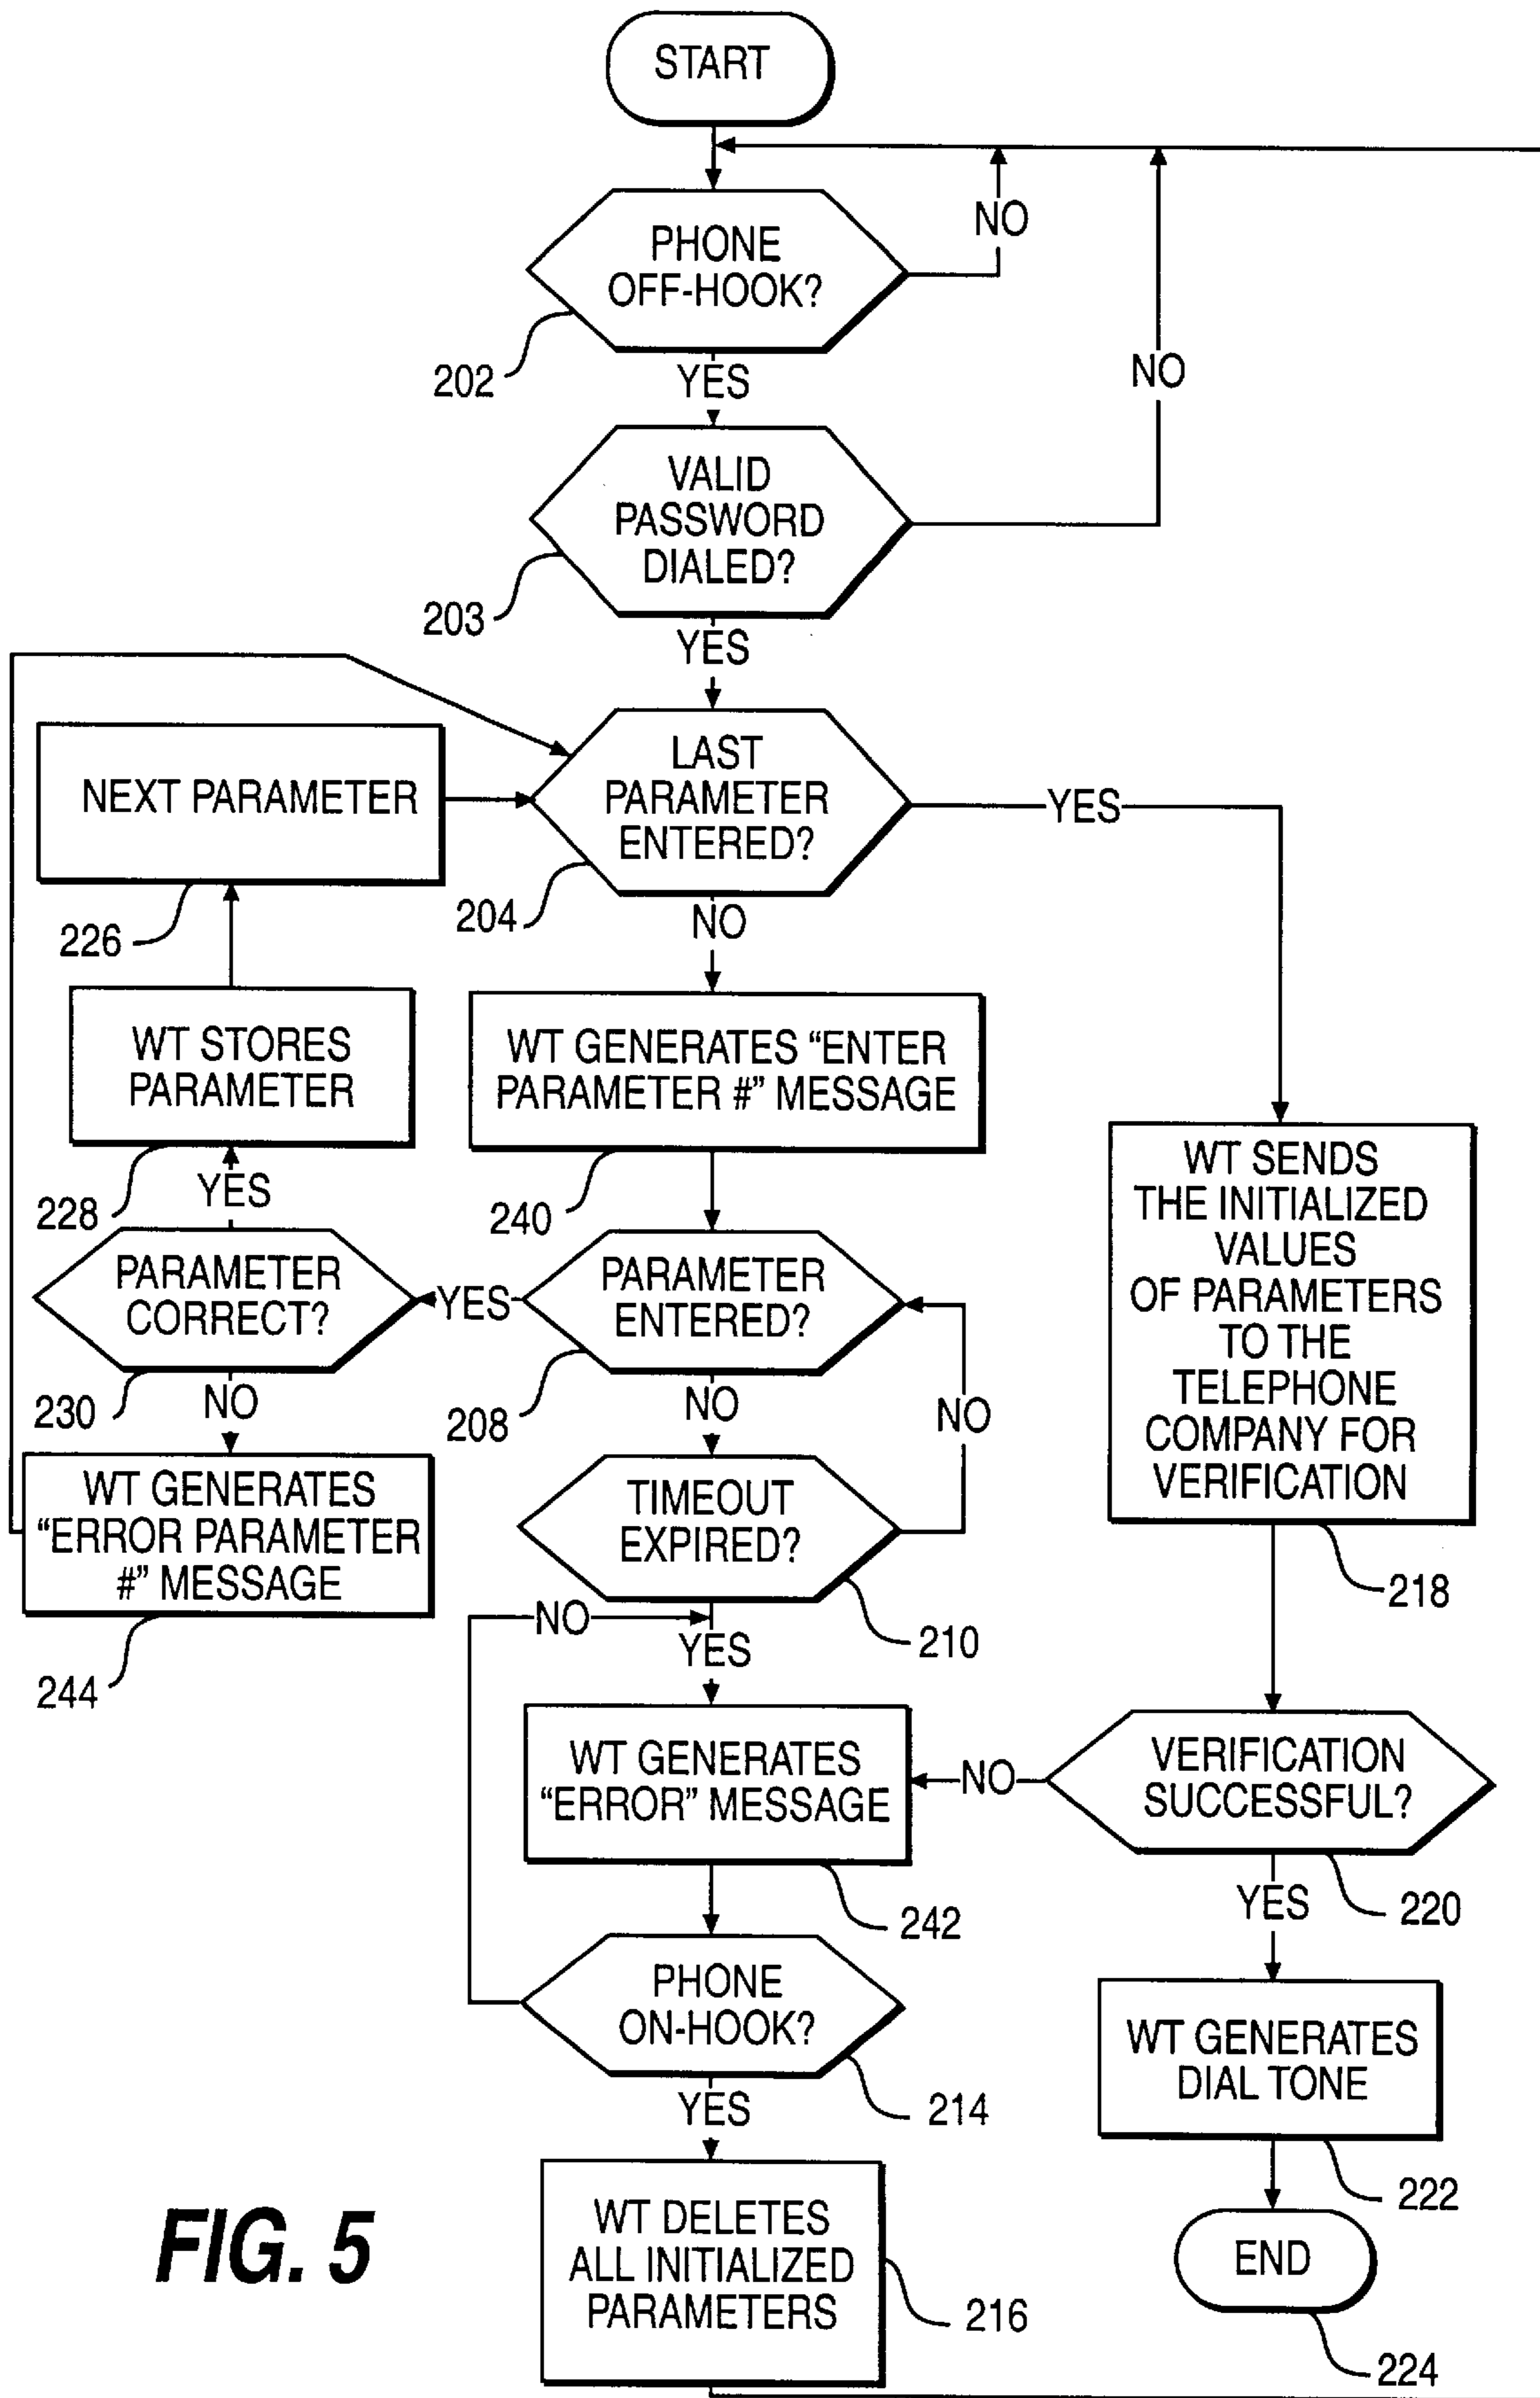 START
PHONE
OFF-HOOK?
NO
202
YES
NO
VALID
PASSWORD
DIALED?
203
YES
NEXT PARAMETER
LAST
PARAMETER
ENTERED?
YES
226
204
NO
WT STORES
PARAMETER
WT GENERATES “ENTER
PARAMETER #” MESSAGE
228
YES
240
WT SENDS
THE INITIALIZED
VALUES
OF PARAMETERS
TO THE
TELEPHONE
COMPANY FOR
VERIFICATION
PARAMETER
CORRECT?
YES
PARAMETER
ENTERED?
230
NO
208
NO
NO
WT GENERATES
“ERROR PARAMETER
#” MESSAGE
TIMEOUT
EXPIRED?
218
244
NO
YES
210
WT GENERATES
“ERROR” MESSAGE
NO
VERIFICATION
SUCCESSFUL?
242
YES
220
PHONE
ON-HOOK?
WT GENERATES
DIAL TONE
YES
214
222
WT DELETES
ALL INITIALIZED
PARAMETERS
END
216
224
FIG. 5